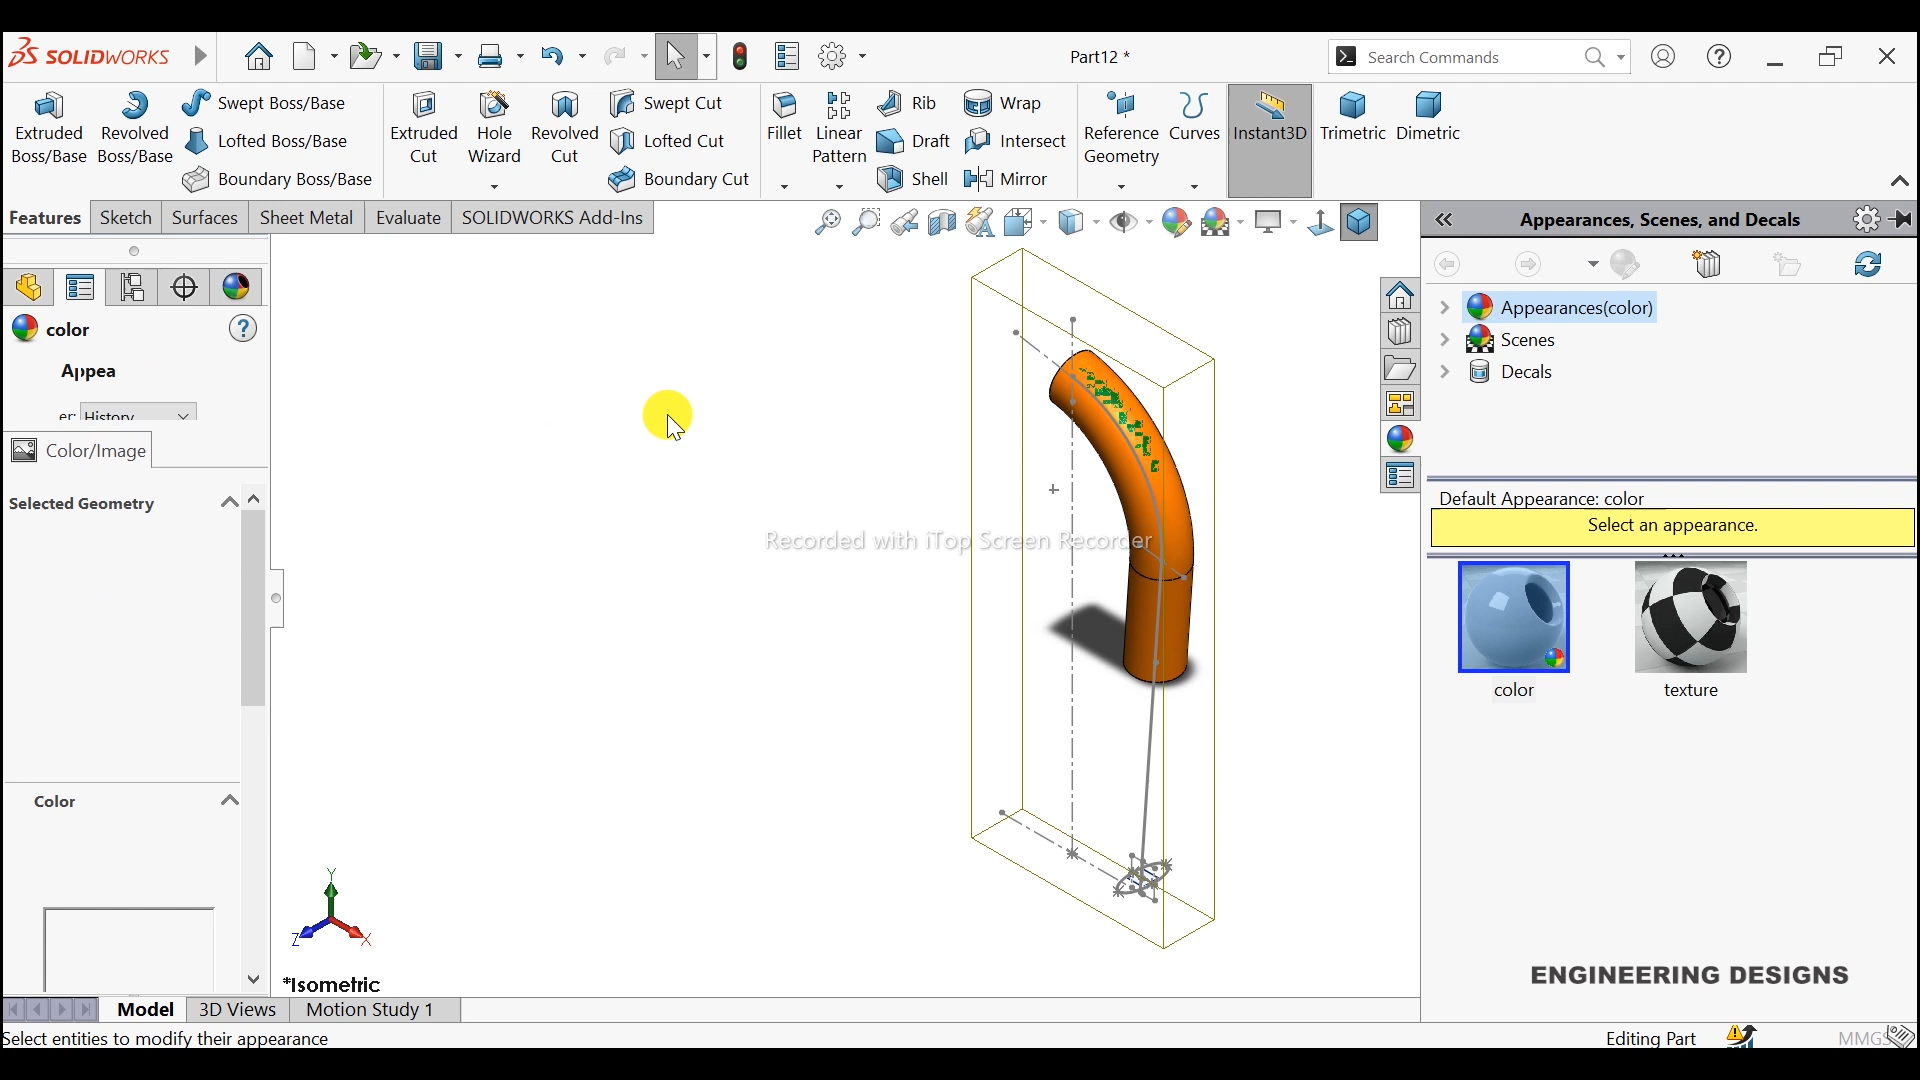 SOLIDWORKS
Part12 *
Search Commands
Extruded Boss/Base
Revolved Boss/Base
Swept Boss/Base
Lofted Boss/Base
Boundary Boss/Base
Extruded Cut
Hole Wizard
Revolved Cut
Swept Cut
Lofted Cut
Boundary Cut
Fillet
Linear Pattern
Rib
Draft
Shell
Wrap
Intersect
Mirror
Reference Geometry
Curves
Instant3D
Trimetric
Dimetric
Features
Sketch
Surfaces
Sheet Metal
Evaluate
SOLIDWORKS Add-Ins
Appearances, Scenes, and Decals
color
Appea
er: History
Color/Image
Selected Geometry
Color
Appearances(color)
Scenes
Decals
Default Appearance: color
Select an appearance.
color
texture
Recorded with iTop Screen Recorder
Y
Z
X
*Isometric
ENGINEERING DESIGNS
Model
3D Views
Motion Study 1
Select entities to modify their appearance
Editing Part
MMGS